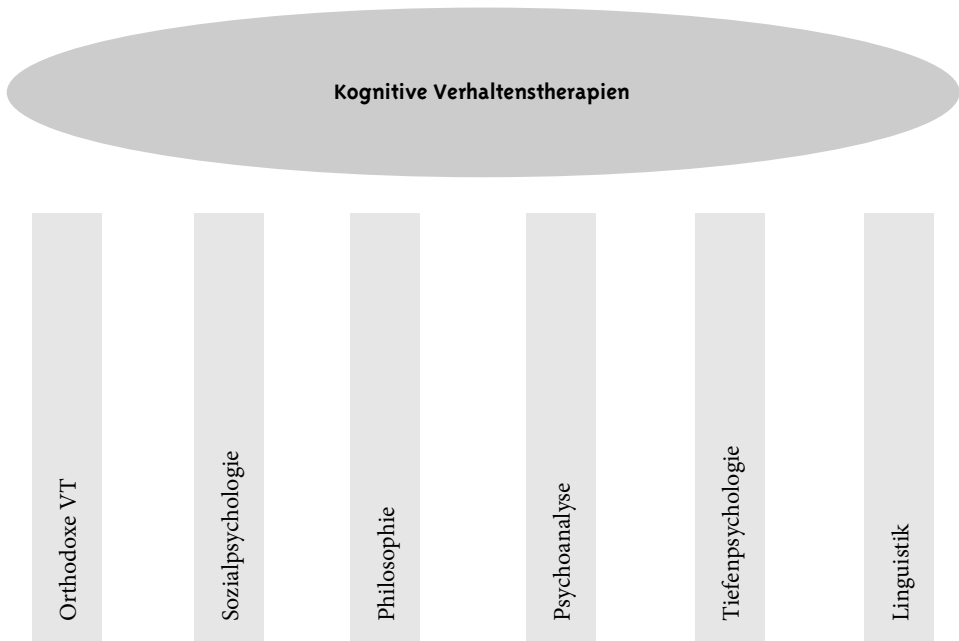 Kognitive Verhaltenstherapien
Orthodoxe VT
Sozialpsychologie
Philosophie
Psychoanalyse
Tiefenpsychologie
Linguistik